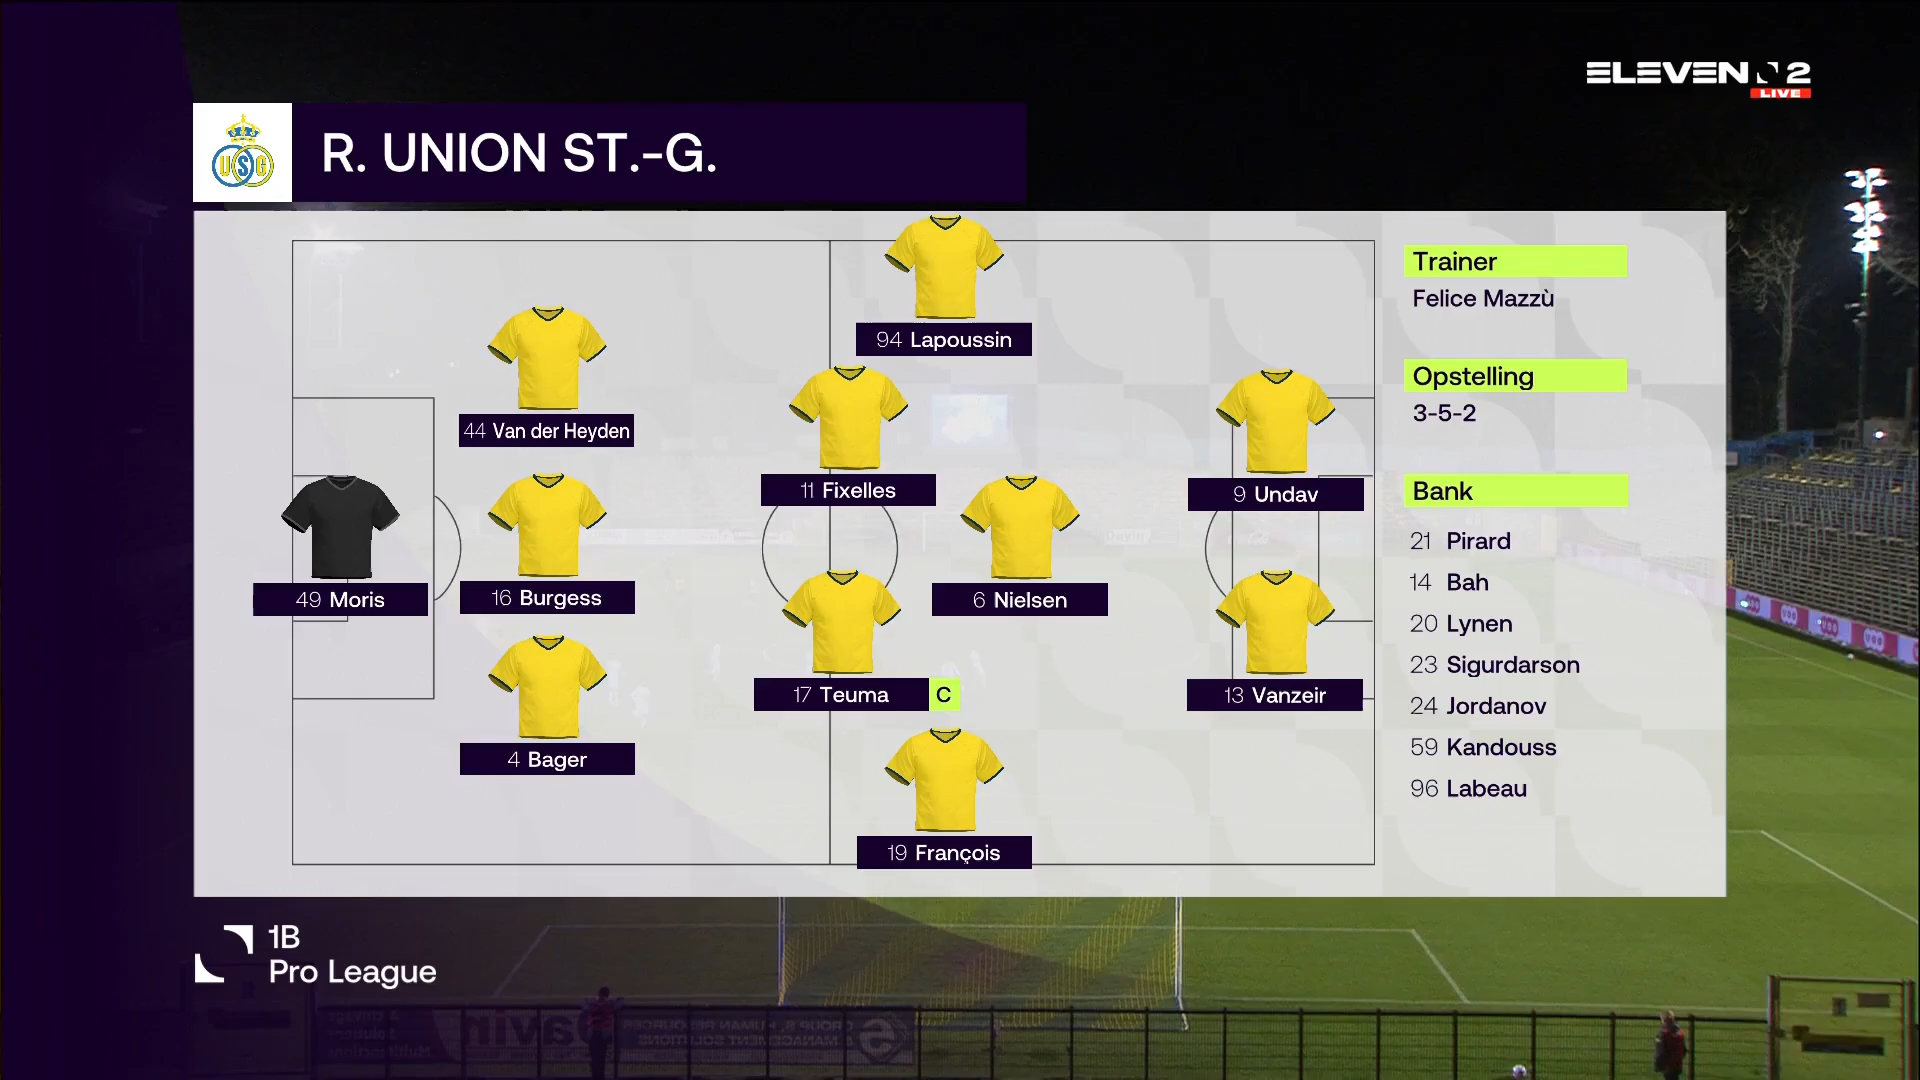 ELEVEN 2
LIVE
USG
R. UNION ST.-G.
94 Lapoussin
44 Van der Heyden
11 Fixelles
9 Undav
49 Moris
16 Burgess
6 Nielsen
17 Teuma C
13 Vanzeir
4 Bager
19 François
Trainer
Felice Mazzù
Opstelling
3-5-2
Bank
21 Pirard
14 Bah
20 Lynen
23 Sigurdarson
24 Jordanov
59 Kandouss
96 Labeau
1B
Pro League